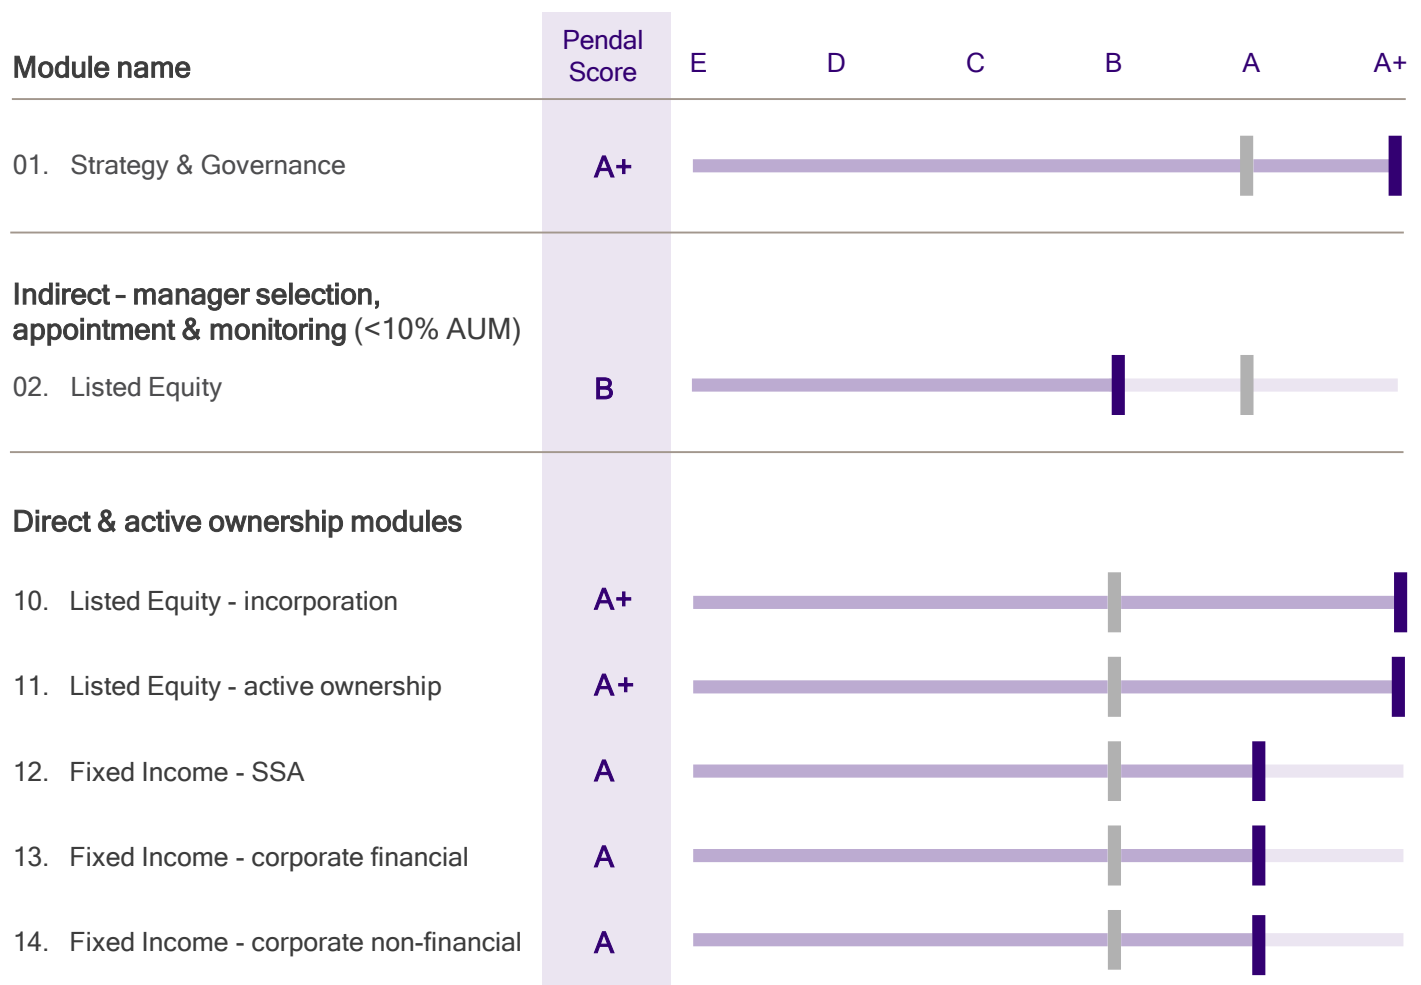 Module name
Pendal
Score
E D C B A A+
01. Strategy & Governance A+
Indirect – manager selection,
appointment & monitoring (<10% AUM)
02. Listed Equity B
Direct & active ownership modules
10. Listed Equity - incorporation A+
11. Listed Equity - active ownership A+
12. Fixed Income - SSA A
13. Fixed Income - corporate financial A
14. Fixed Income - corporate non-financial A